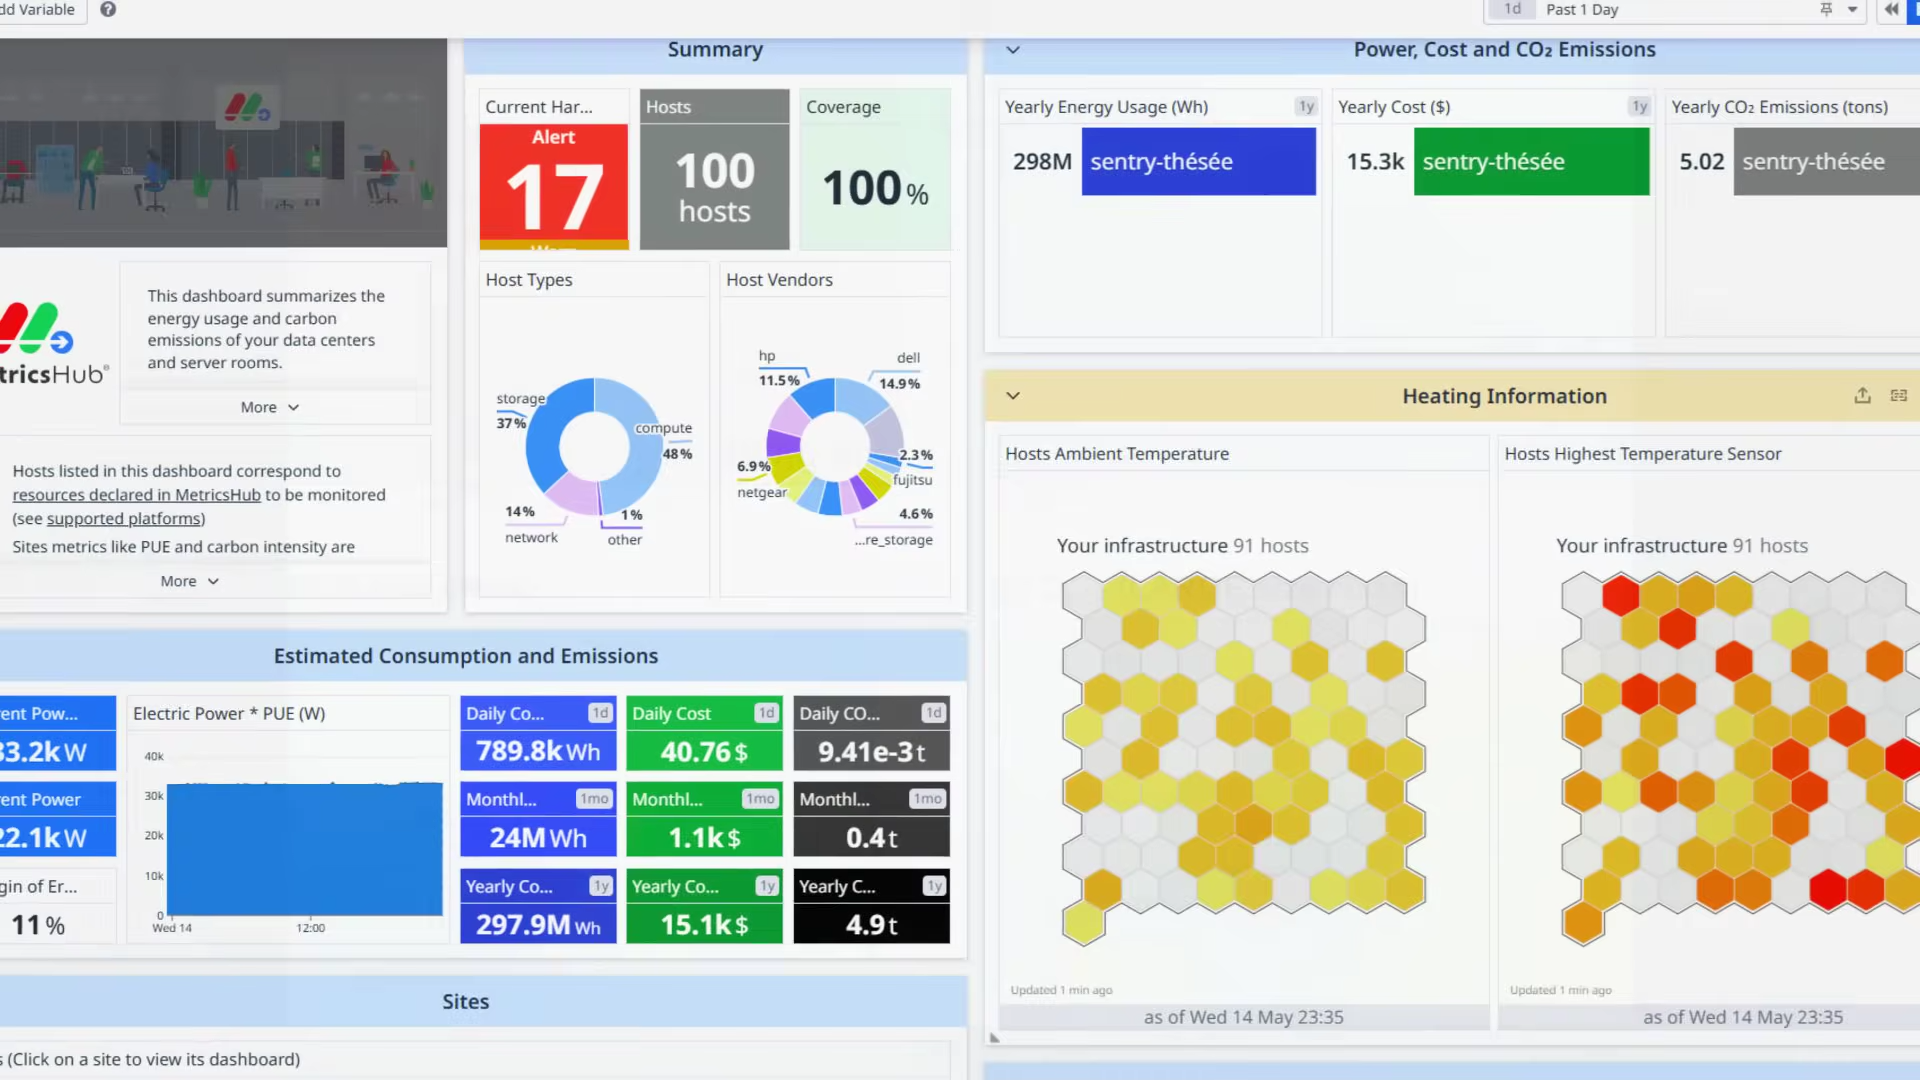 dd Variable
1d Past 1 Day
Summary
Current Har...
Alert
17
Hosts
100
hosts
Coverage
100 %
Host Types
storage
37%
compute
48%
14%
network
1%
other
Host Vendors
hp
11.5%
dell
14.9%
2.3%
fujitsu
6.9%
netgear
4.6%
...re_storage
Power, Cost and CO₂ Emissions
Yearly Energy Usage (Wh) 1y
298M sentry-thésée
Yearly Cost ($) 1y
15.3k sentry-thésée
Yearly CO₂ Emissions (tons)
5.02 sentry-thésée
tricsHub®
This dashboard summarizes the
energy usage and carbon
emissions of your data centers
and server rooms.
More
Hosts listed in this dashboard correspond to
resources declared in MetricsHub to be monitored
(see supported platforms)
Sites metrics like PUE and carbon intensity are
More
Heating Information
Hosts Ambient Temperature
Your infrastructure 91 hosts
Updated 1 min ago
as of Wed 14 May 23:35
Hosts Highest Temperature Sensor
Your infrastructure 91 hosts
Updated 1 min ago
as of Wed 14 May 23:35
Estimated Consumption and Emissions
ent Pow...
33.2k W
ent Power
22.1k W
gin of Er...
11 %
Electric Power * PUE (W)
40k
30k
20k
10k
0
Wed 14
12:00
Daily Co... 1d
789.8k Wh
Daily Cost 1d
40.76 $
Daily CO... 1d
9.41e-3 t
Monthl... 1mo
24M Wh
Monthl... 1mo
1.1k $
Monthl... 1mo
0.4 t
Yearly Co... 1y
297.9M Wh
Yearly Co... 1y
15.1k $
Yearly C... 1y
4.9 t
Sites
s (Click on a site to view its dashboard)